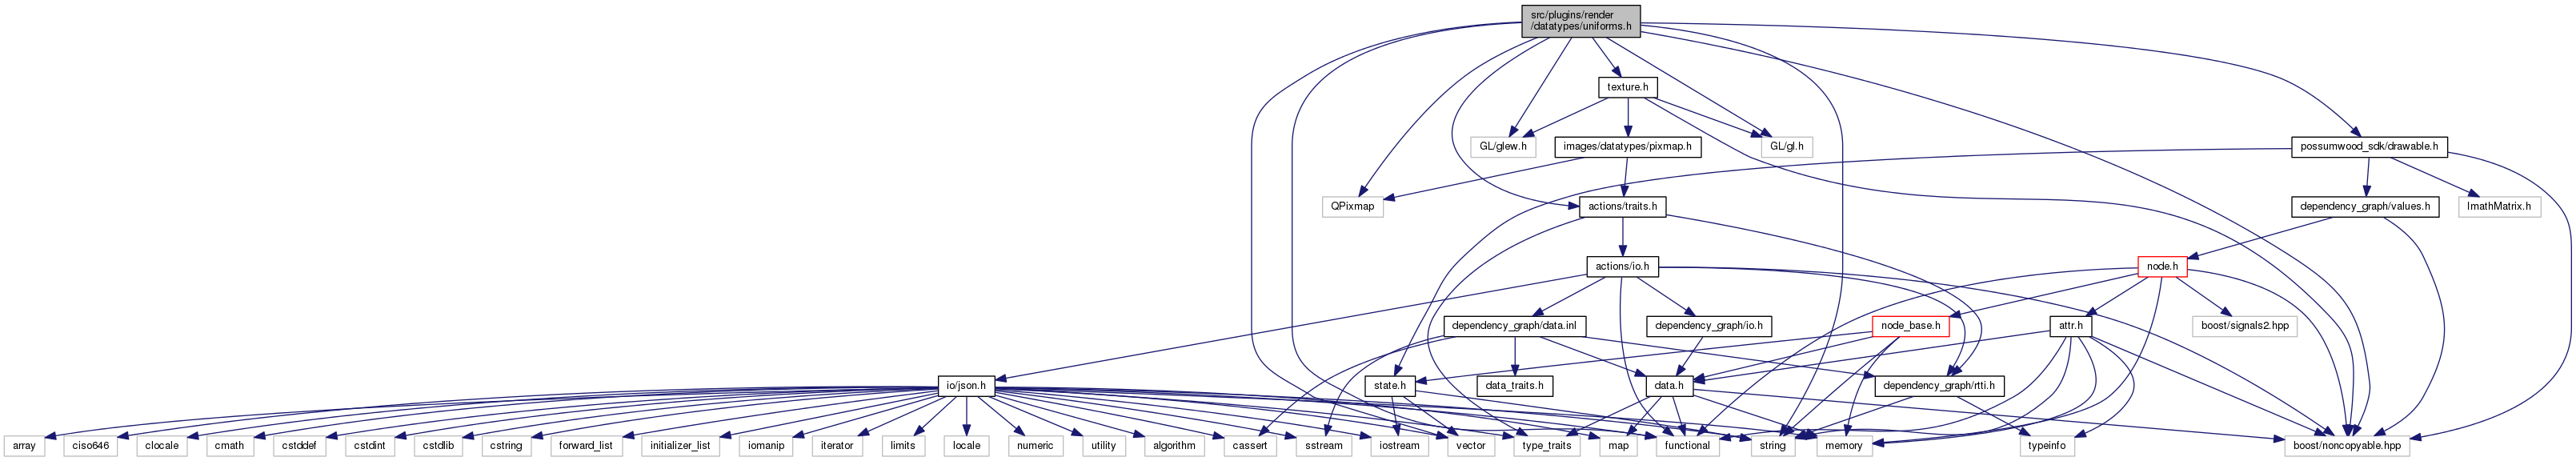 src/plugins/render
/datatypes/uniforms.h
texture.h
GL/glew.h
images/datatypes/pixmap.h
GL/gl.h
possumwood_sdk/drawable.h
QPixmap
actions/traits.h
dependency_graph/values.h
ImathMatrix.h
actions/io.h
node.h
dependency_graph/data.inl
dependency_graph/io.h
node_base.h
attr.h
boost/signals2.hpp
io/json.h
state.h
data_traits.h
data.h
dependency_graph/rtti.h
array
ciso646
clocale
cmath
cstddef
cstdint
cstdlib
cstring
forward_list
initializer_list
iomanip
iterator
limits
locale
numeric
utility
algorithm
cassert
sstream
iostream
vector
type_traits
map
functional
string
memory
typeinfo
boost/noncopyable.hpp